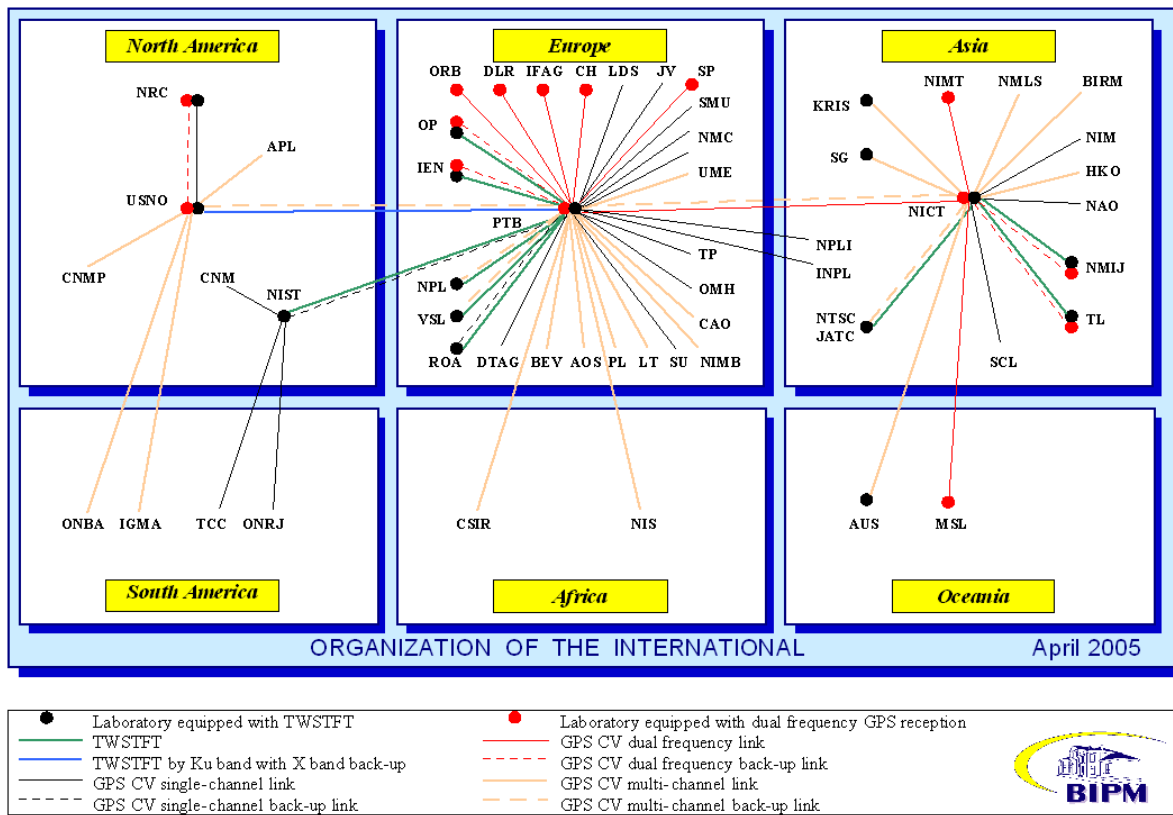 North America
Europe
Asia
ORB
DLR
IFAG
CH
LDS
JV
SP
NIMT
NMLS
BIRM
NRC
KRIS
SMU
OP
NMC
NIM
APL
SG
IEN
UME
HKO
USNO
PTB
NICT
NAO
NPLI
TP
INPL
NMIJ
CNMP
CNM
NIST
NPL
OMH
NTSC
JATC
VSL
CAO
TL
ROA
DTAG
BEV
AOS
PL
LT
SU
NIMB
SCL
ONBA
IGMA
TCC
ONRJ
CSIR
NIS
AUS
MSL
South America
Africa
Oceania
ORGANIZATION OF THE INTERNATIONAL
April 2005
Laboratory equipped with TWSTFT
TWSTFT
TWSTFT by Ku band with X band back-up
GPS CV single-channel link
GPS CV single-channel back-up link
Laboratory equipped with dual frequency GPS reception
GPS CV dual frequency link
GPS CV dual frequency back-up link
GPS CV multi-channel link
GPS CV multi-channel back-up link
BIPM